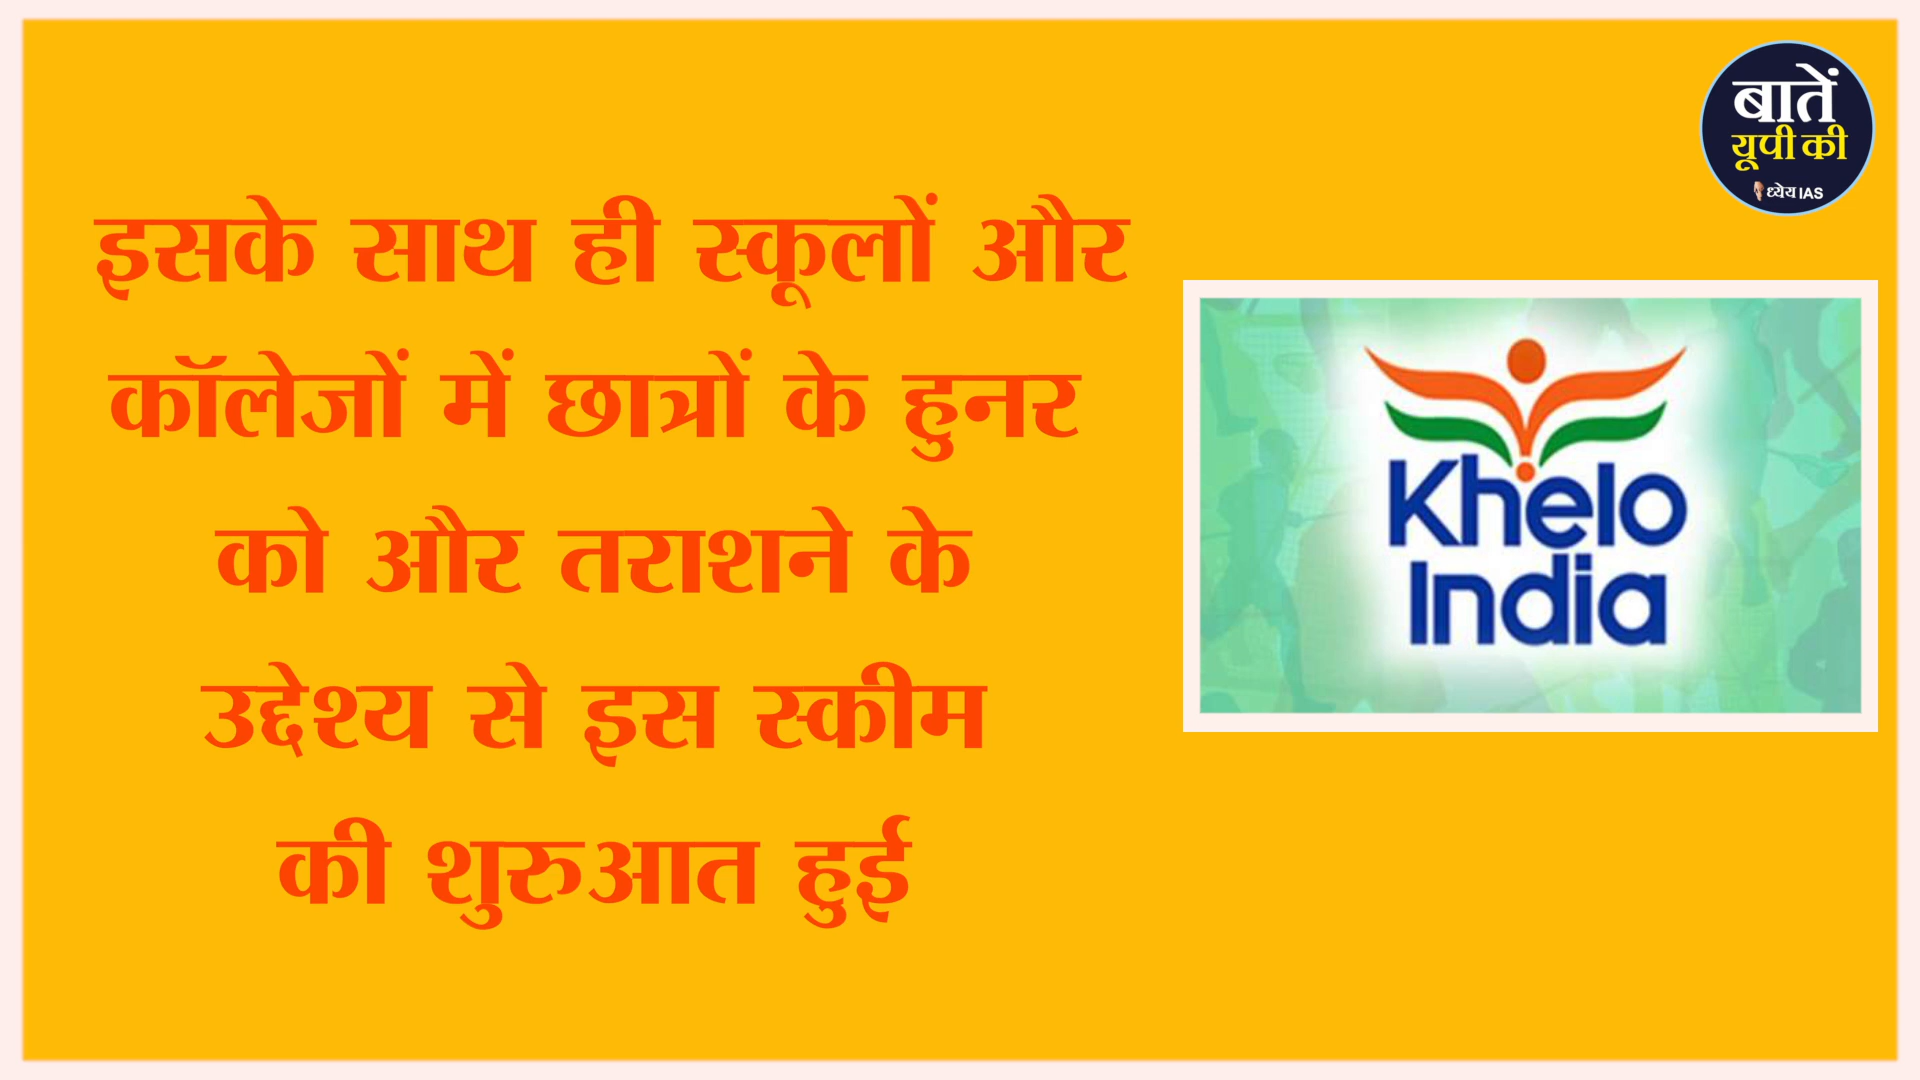 बातें
यूपी की
ध्येय IAS
इसके साथ ही स्कूलों और
कॉलेजों में छात्रों के हुनर
को और तराशने के
उद्देश्य से इस स्कीम
की शुरुआत हुई
Khelo
India